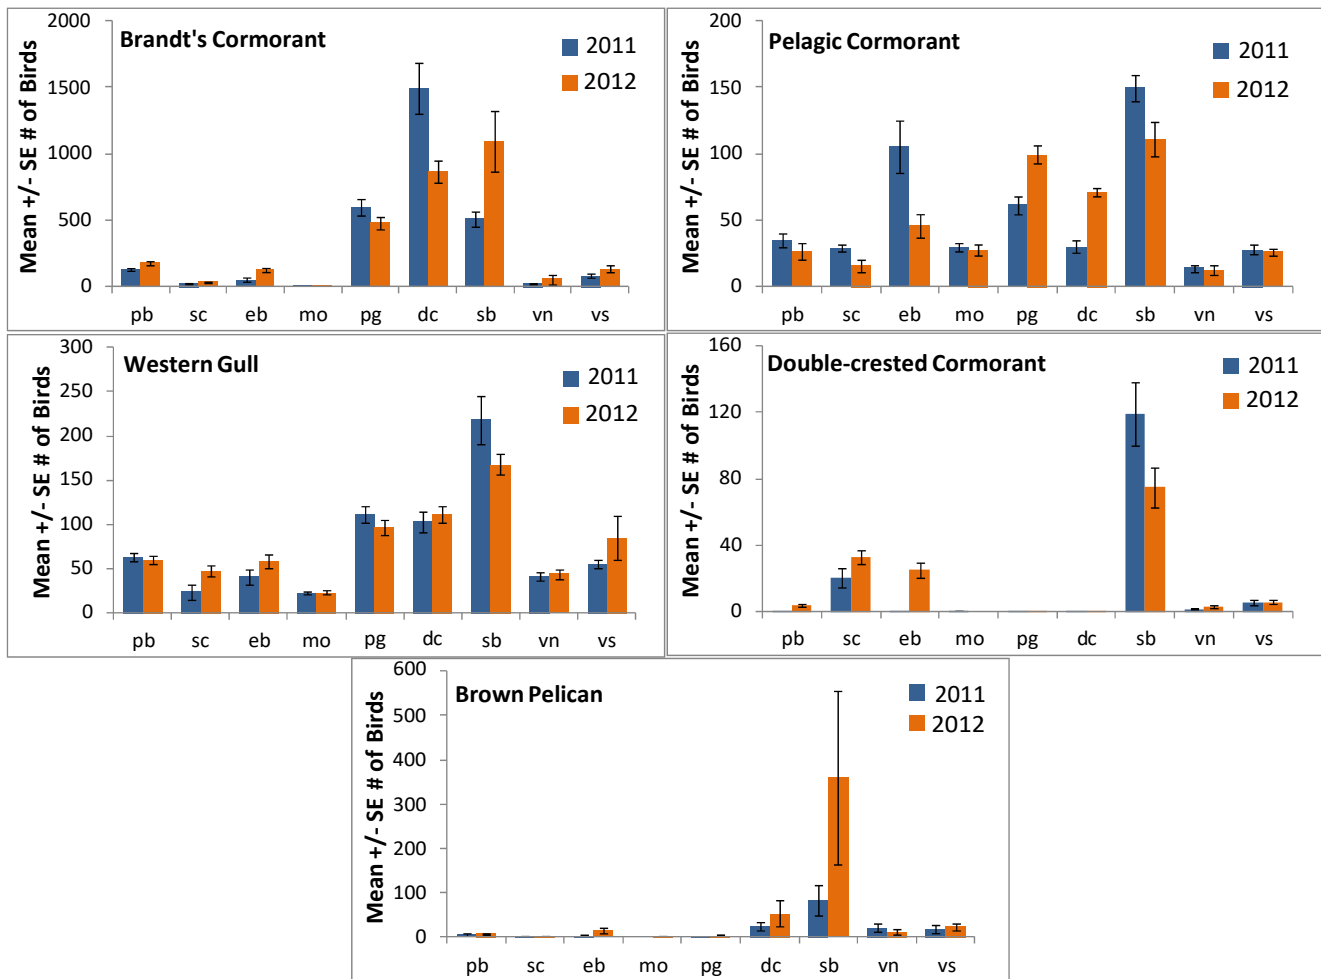 Brandt's Cormorant
2011
2012
Mean +/- SE # of Birds
2000
1500
1000
500
0
pb sc eb mo pg dc sb vn vs
Pelagic Cormorant
2011
2012
Mean +/- SE # of Birds
200
150
100
50
0
pb sc eb mo pg dc sb vn vs
Western Gull
2011
2012
Mean +/- SE # of Birds
300
250
200
150
100
50
0
pb sc eb mo pg dc sb vn vs
Double-crested Cormorant
2011
2012
Mean +/- SE # of Birds
160
120
80
40
0
pb sc eb mo pg dc sb vn vs
Brown Pelican
2011
2012
Mean +/- SE # of Birds
600
500
400
300
200
100
0
pb sc eb mo pg dc sb vn vs